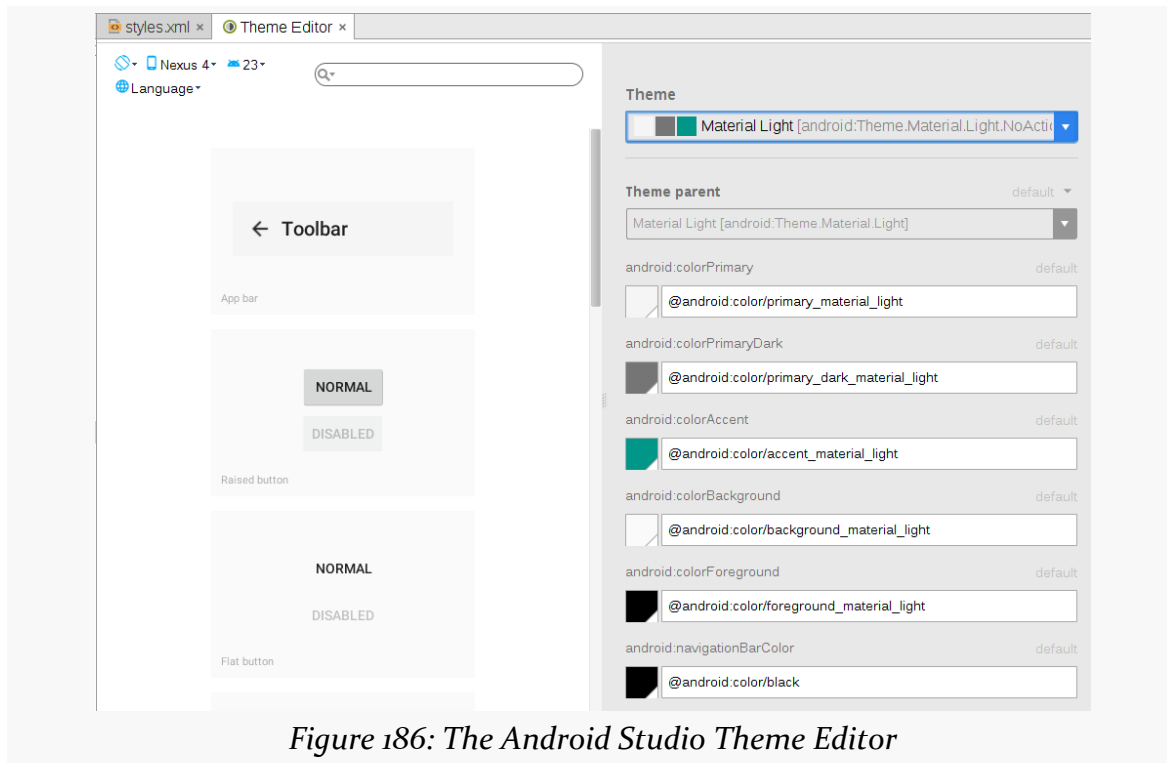 styles.xml ×
Theme Editor ×
Nexus 4
23
Language
Toolbar
App bar
NORMAL
DISABLED
Raised button
NORMAL
DISABLED
Flat button
Theme
Material Light [android:Theme.Material.Light.NoActi
Theme parent
default
Material Light [android:Theme.Material.Light]
android:colorPrimary
default
@android:color/primary_material_light
android:colorPrimaryDark
default
@android:color/primary_dark_material_light
android:colorAccent
default
@android:color/accent_material_light
android:colorBackground
default
@android:color/background_material_light
android:colorForeground
default
@android:color/foreground_material_light
android:navigationBarColor
default
@android:color/black
Figure 186: The Android Studio Theme Editor